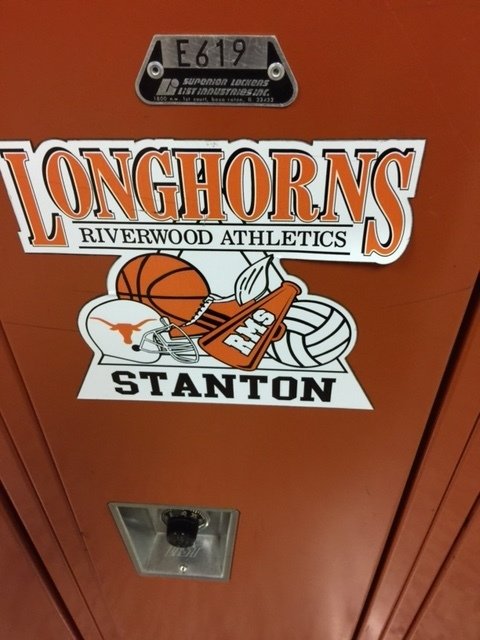 E619
SUPERIOR LOCKERS
LIST INDUSTRIES INC.
LONGHORNS
RIVERWOOD ATHLETICS
RMS
STANTON